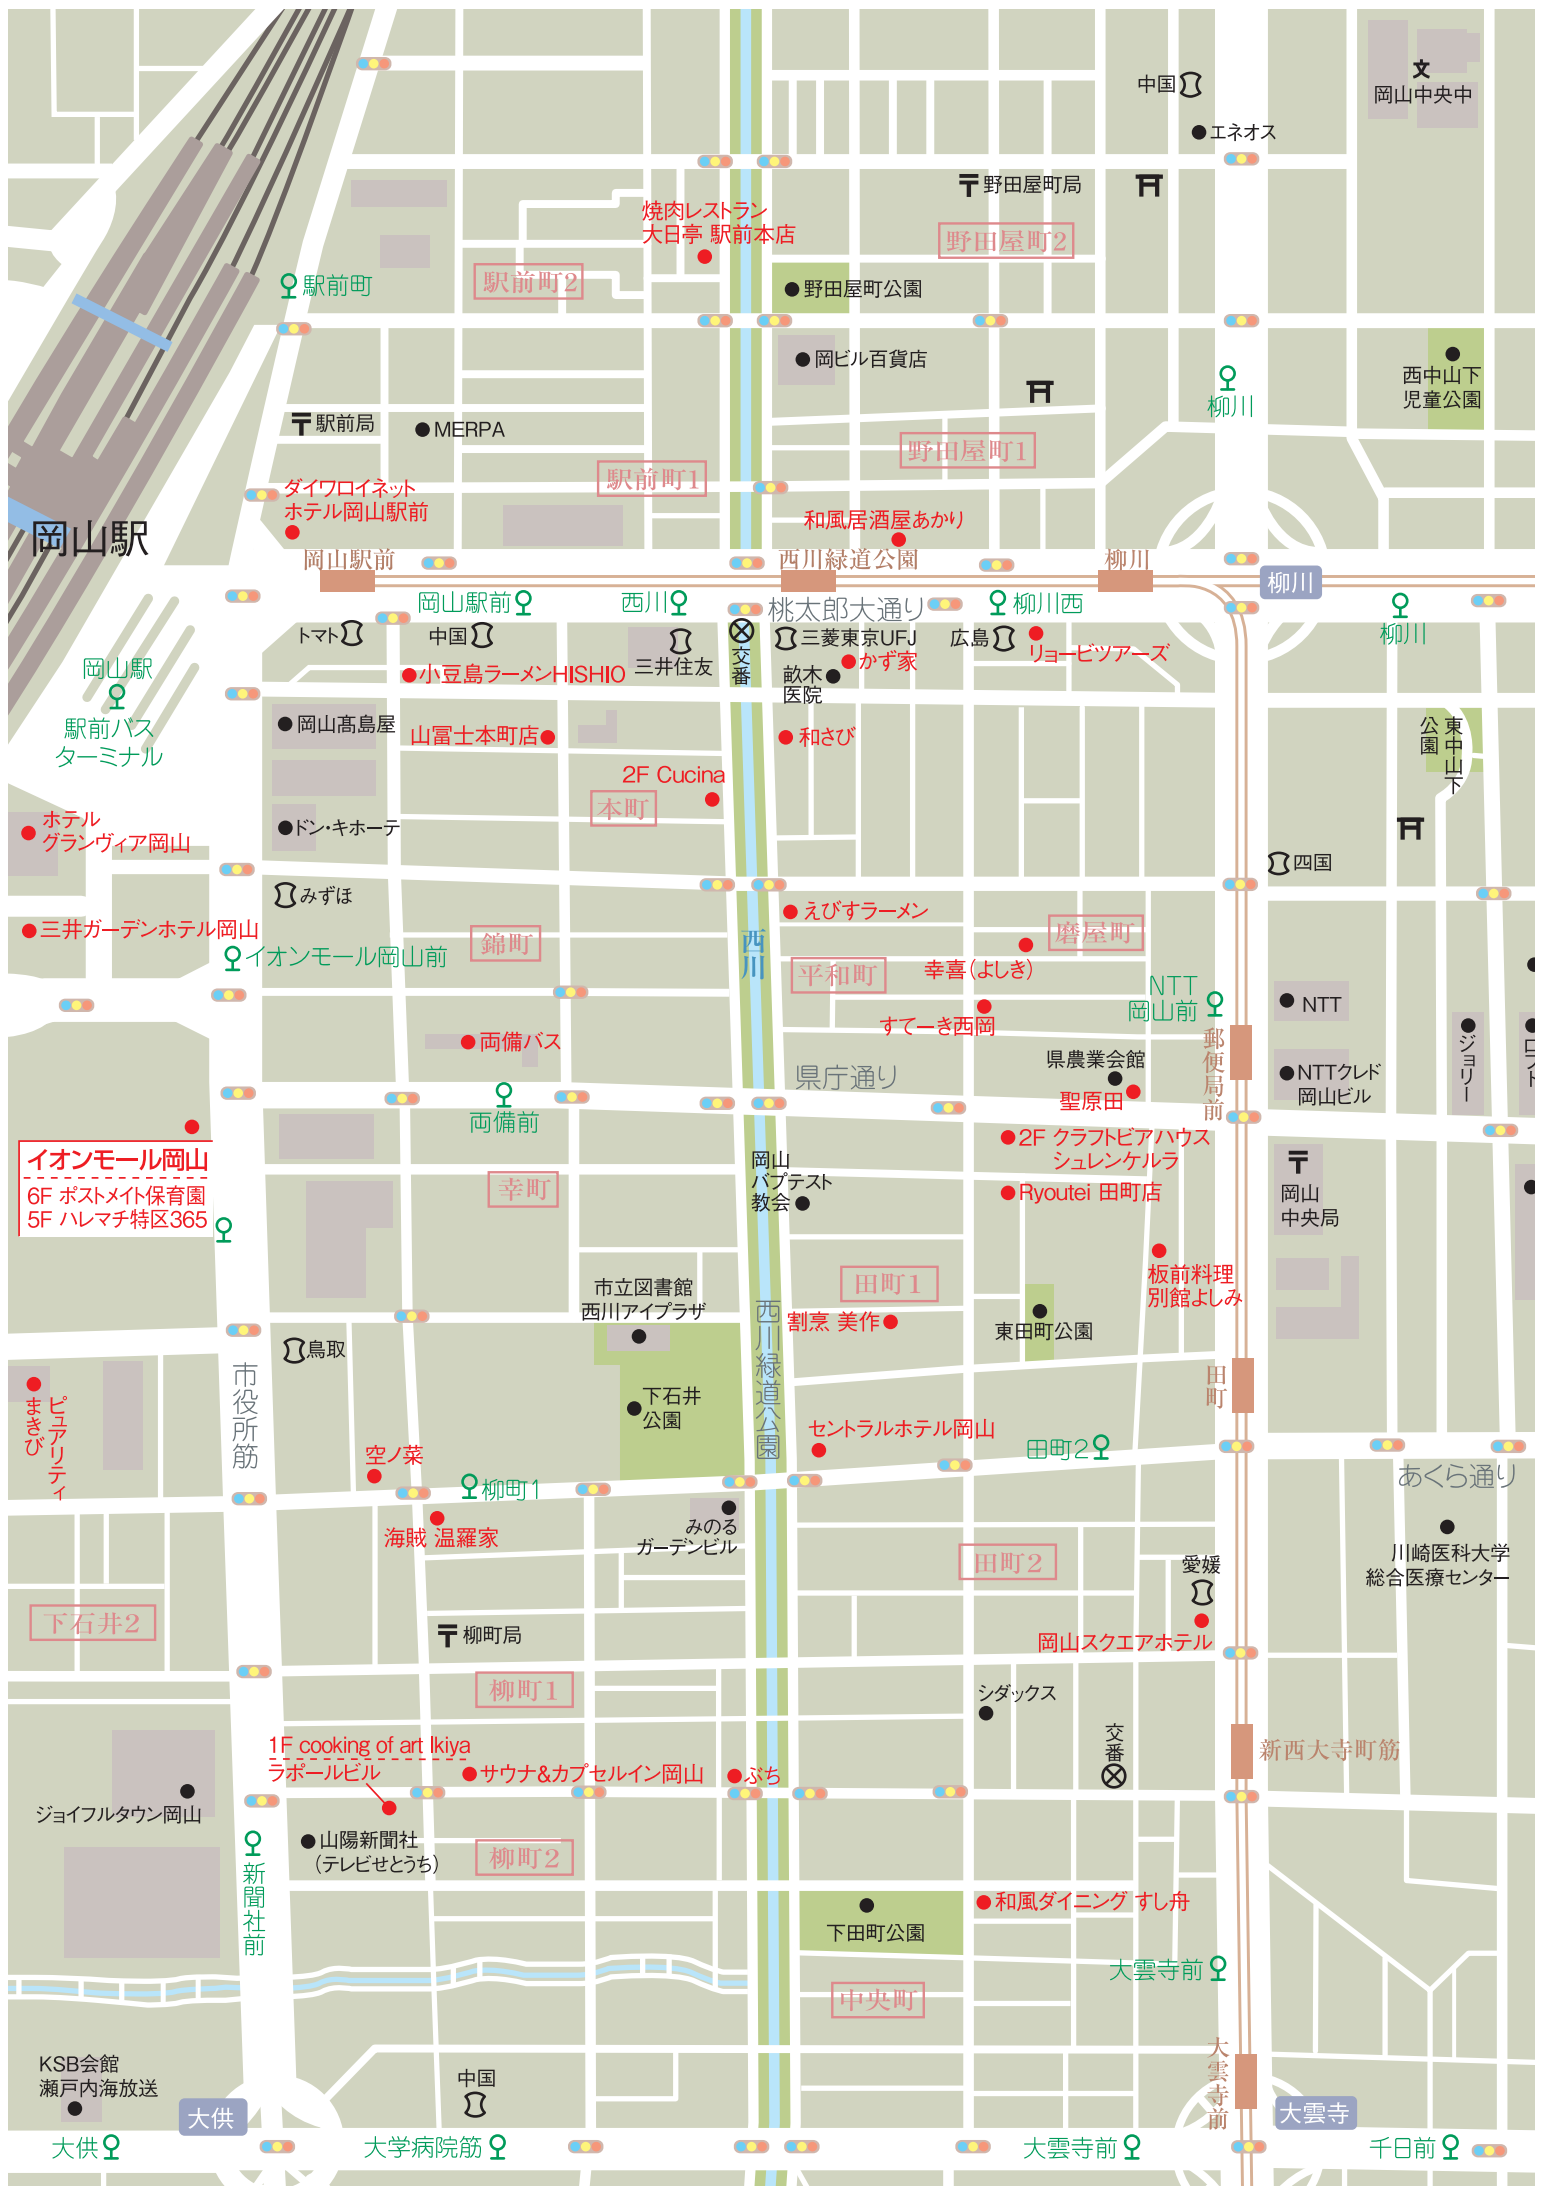 中国
エネオス
岡山中央中
野田屋町局
焼肉レストラン
大日亭 駅前本店
野田屋町2
駅前町2
駅前町
野田屋町公園
岡ビル百貨店
西中山下
児童公園
柳川
駅前局
MERPA
野田屋町1
駅前町1
ダイワロイネット
ホテル岡山駅前
和風居酒屋あかり
岡山駅
岡山駅前
西川緑道公園
柳川
柳川
岡山駅前
西川
桃太郎大通り
柳川西
柳川
トマト
中国
三井住友
交番
三菱東京UFJ
広島
リョービツアーズ
かず家
畝木
医院
小豆島ラーメンHISHIO
岡山駅
駅前バス
ターミナル
岡山髙島屋
山冨士本町店
和さび
東中山下
公園
2F Cucina
本町
ホテル
グランヴィア岡山
ドン・キホーテ
四国
みずほ
えびすラーメン
三井ガーデンホテル岡山
錦町
西川
磨屋町
イオンモール岡山前
平和町
幸喜(よしき)
NTT
岡山前
NTT
すてーき西岡
両備バス
郵便局前
ジョリー
ロフト
県農業会館
県庁通り
NTTクレド
岡山ビル
聖原田
両備前
イオンモール岡山
6F ポストメイト保育園
5F ハレマチ特区365
2F クラフトビアハウス
シュレンケルラ
岡山
バプテスト
教会
幸町
Ryoutei 田町店
岡山
中央局
板前料理
別館よしみ
田町1
市立図書館
西川アイプラザ
割烹 美作
東田町公園
鳥取
西川緑道公園
市役所筋
田町
ピュアリティ
まきび
下石井
公園
セントラルホテル岡山
田町2
空ノ菜
柳町1
あくら通り
海賊 温羅家
みのる
ガーデンビル
田町2
愛媛
川崎医科大学
総合医療センター
下石井2
柳町局
岡山スクエアホテル
柳町1
シダックス
交番
新西大寺町筋
1F cooking of art Ikiya
ラポールビル
サウナ&カプセルイン岡山
ぶち
ジョイフルタウン岡山
山陽新聞社
(テレビせとうち)
柳町2
新聞社前
和風ダイニング すし舟
下田町公園
大雲寺前
中央町
大雲寺前
KSB会館
瀬戸内海放送
中国
大供
大雲寺
大供
大学病院筋
大雲寺前
千日前